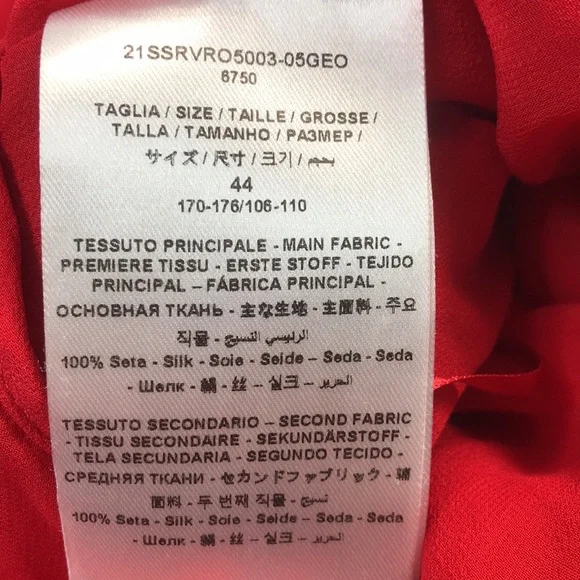 21SSRVRO5003-05GEO
6750
TAGLIA / SIZE / TAILLE / GROSSE /
TALLA / TAMANHO / РАЗМЕР /
サイズ / 尺寸 / 크기 / حجم
44
170-176/106-110
TESSUTO PRINCIPALE - MAIN FABRIC -
PREMIERE TISSU - ERSTE STOFF - TEJIDO
PRINCIPAL – FÁBRICA PRINCIPAL -
ОСНОВНАЯ ТКАНЬ - 主な生地 - 主面料 - 주요
직물 - الرئيسي النسيج -
100% Seta - Silk - Soie - Seide – Seda - Seda
- Шелк - 絹 - 丝 – 실크 – الحرير -
TESSUTO SECONDARIO – SECOND FABRIC
- TISSU SECONDAIRE - SEKUNDÄRSTOFF -
TELA SECUNDARIA - SEGUNDO TECIDO -
СРЕДНЯЯ ТКАНИ - セカンドファブリック - 辅
面料 - 두 번째 직물 - نسيج -
100% Seta - Silk - Soie - Seide – Seda - Seda
- Шелк - 絹 - 丝 – 실크 – الحرير -